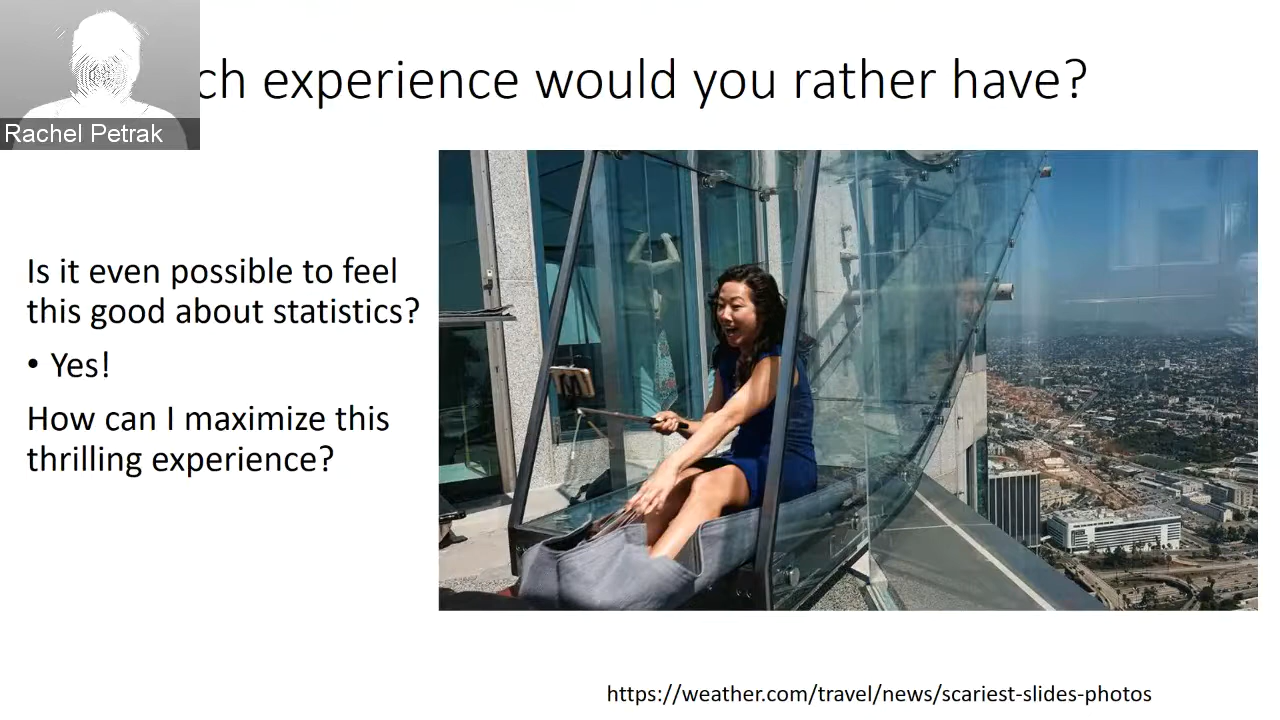 ch experience would you rather have?
Rachel Petrak
Is it even possible to feel
this good about statistics?
• Yes!
How can I maximize this
thrilling experience?
https://weather.com/travel/news/scariest-slides-photos